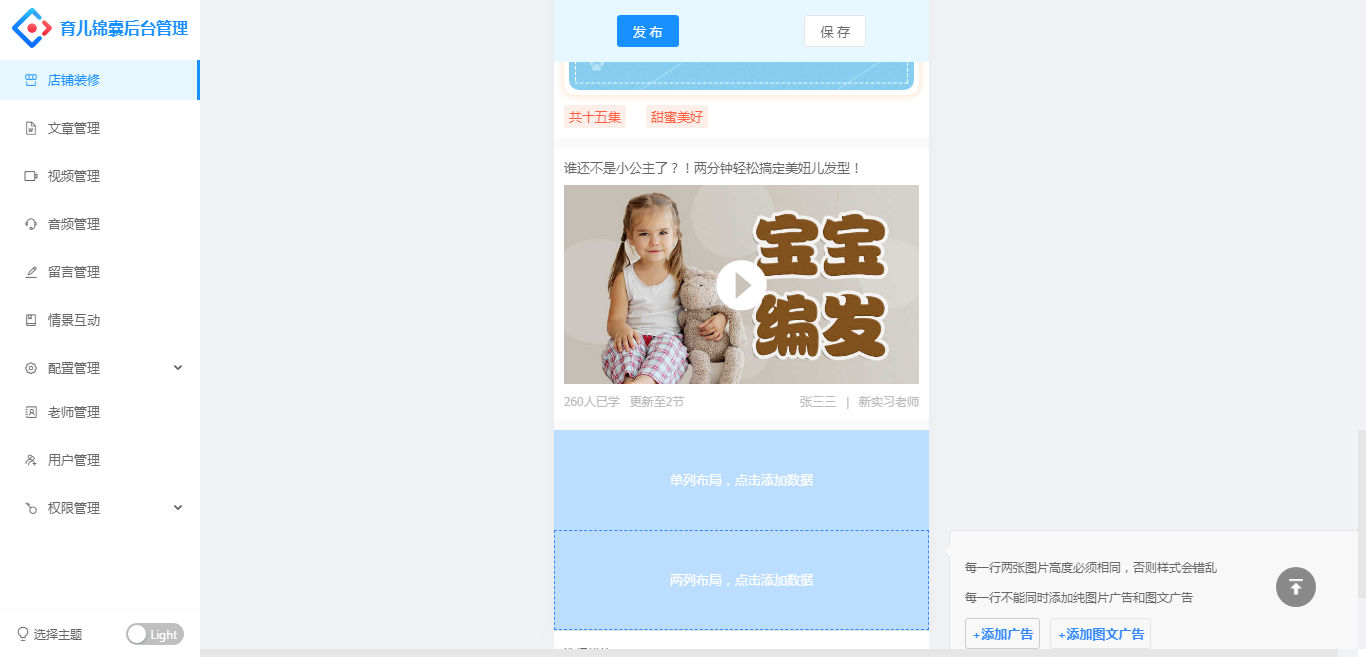 育儿锦囊后台管理
店铺装修
文章管理
视频管理
音频管理
留言管理
情景互动
配置管理
老师管理
用户管理
权限管理
选择主题
Light
发 布
保 存
共十五集
甜蜜美好
谁还不是小公主了？！两分钟轻松搞定美妞儿发型！
宝宝
编发
260人已学 更新至2节
张三三 | 新实习老师
单列布局，点击添加数据
两列布局，点击添加数据
每一行两张图片高度必须相同，否则样式会错乱
每一行不能同时添加纯图片广告和图文广告
+添加广告
+添加图文广告